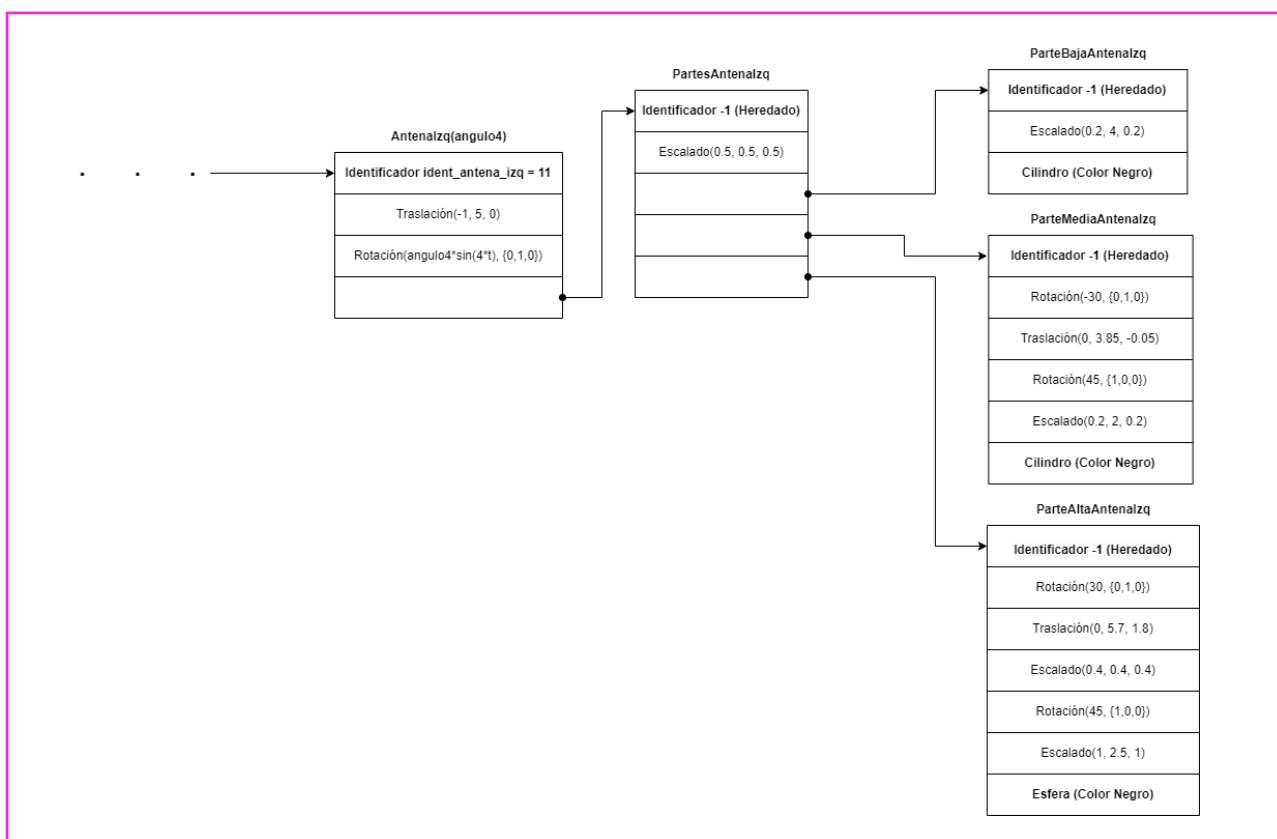 AntenaIzq(angulo4)
Identificador ident_antena_izq = 11
Traslación(-1, 5, 0)
Rotación(angulo4*sin(4*t), {0,1,0})
PartesAntenaIzq
Identificador -1 (Heredado)
Escalado(0.5, 0.5, 0.5)
ParteBajaAntenaIzq
Identificador -1 (Heredado)
Escalado(0.2, 4, 0.2)
Cilindro (Color Negro)
ParteMediaAntenaIzq
Identificador -1 (Heredado)
Rotación(-30, {0,1,0})
Traslación(0, 3.85, -0.05)
Rotación(45, {1,0,0})
Escalado(0.2, 2, 0.2)
Cilindro (Color Negro)
ParteAltaAntenaIzq
Identificador -1 (Heredado)
Rotación(30, {0,1,0})
Traslación(0, 5.7, 1.8)
Escalado(0.4, 0.4, 0.4)
Rotación(45, {1,0,0})
Escalado(1, 2.5, 1)
Esfera (Color Negro)